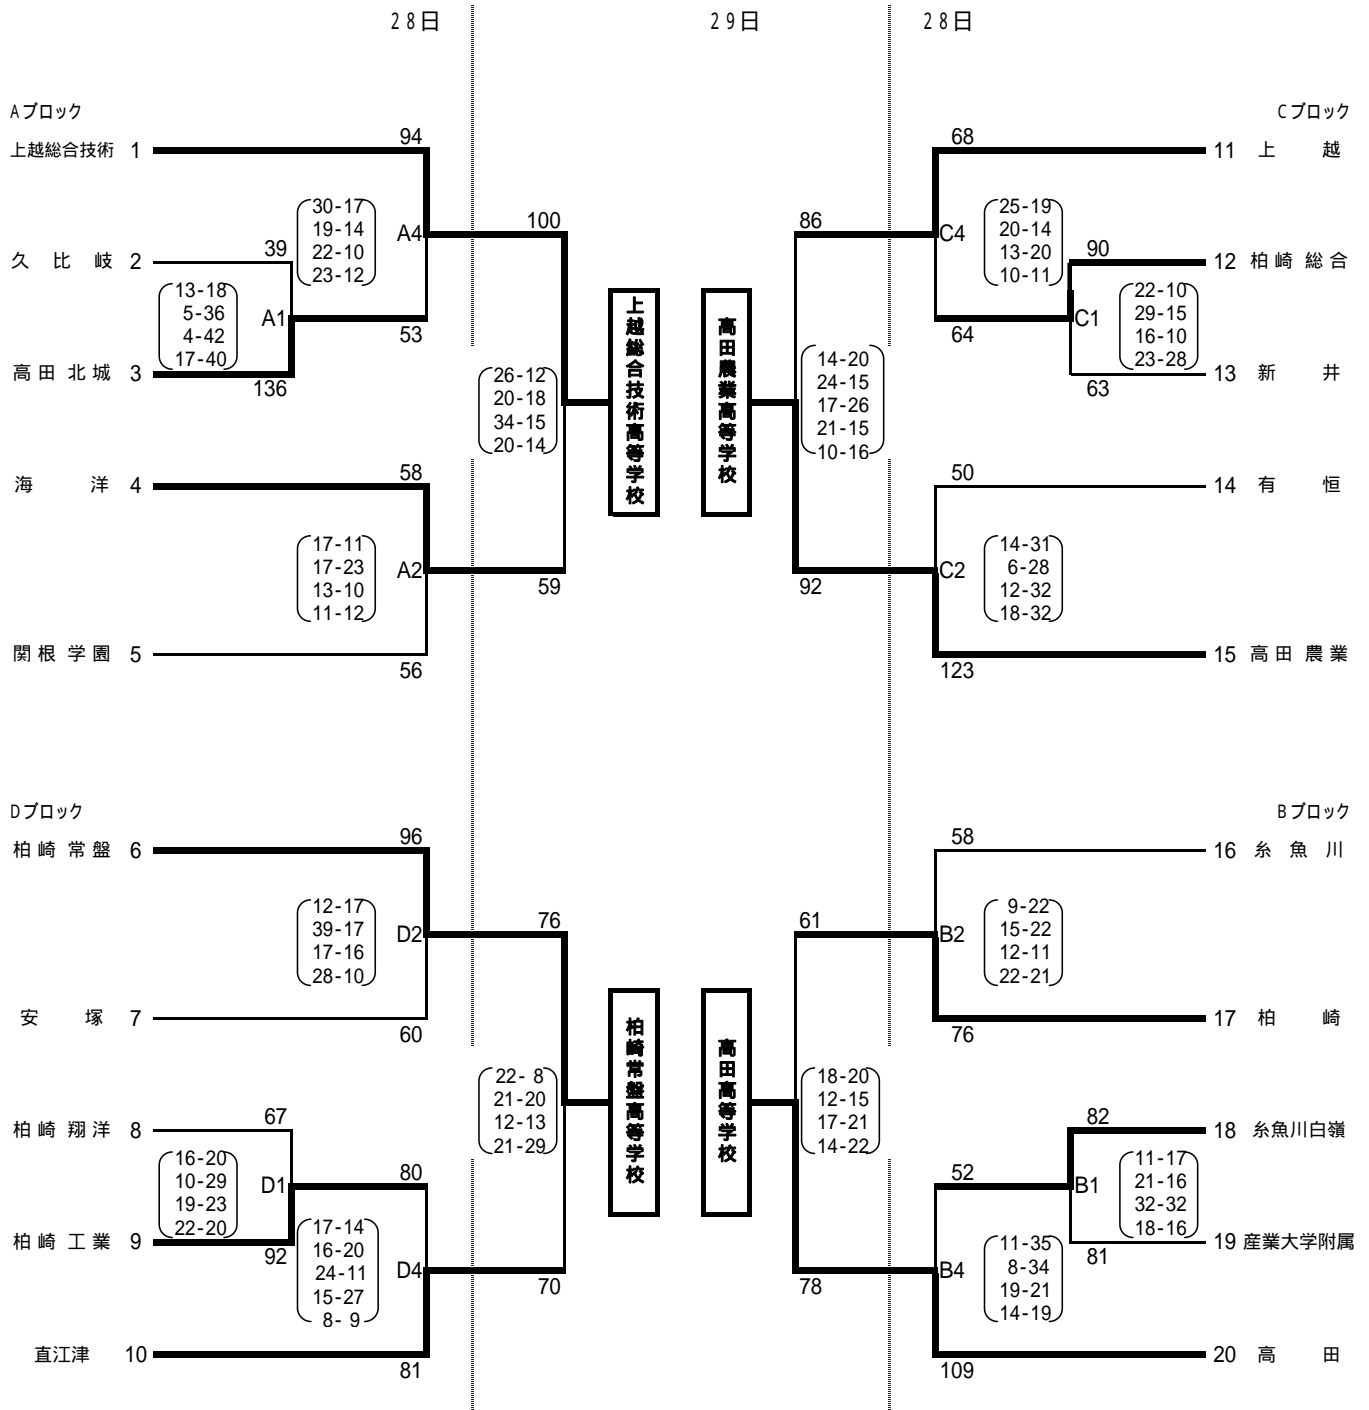 28日 29日 28日
Aブロック
上越総合技術 1
94
久比岐 2
39
30-17
19-14
22-10
23-12
A4
13-18
5-36
4-42
17-40
A1
53
高田北城 3
136
100
26-12
20-18
34-15
20-14
上越総合技術高等学校
海洋 4
58
17-11
17-23
13-10
11-12
A2
59
関根学園 5
56
Cブロック
68
11 上越
86
C4
25-19
20-14
13-20
10-11
90
12 柏崎総合
C1
22-10
29-15
16-10
23-28
64
63
13 新井
高田農業高等学校
14-20
24-15
17-26
21-15
10-16
50
14 有恒
C2
14-31
6-28
12-32
18-32
92
123
15 高田農業
Dブロック
柏崎常盤 6
96
12-17
39-17
17-16
28-10
D2
76
安塚 7
60
22- 8
21-20
12-13
21-29
柏崎常盤高等学校
柏崎翔洋 8
67
16-20
10-29
19-23
22-20
D1
80
柏崎工業 9
92
17-14
16-20
24-11
15-27
8- 9
D4
70
直江津 10
81
Bブロック
58
16 糸魚川
61
B2
9-22
15-22
12-11
22-21
76
17 柏崎
高田高等学校
18-20
12-15
17-21
14-22
82
18 糸魚川白嶺
52
B1
11-17
21-16
32-32
18-16
81
19 産業大学附属
B4
11-35
8-34
19-21
14-19
78
109
20 高田